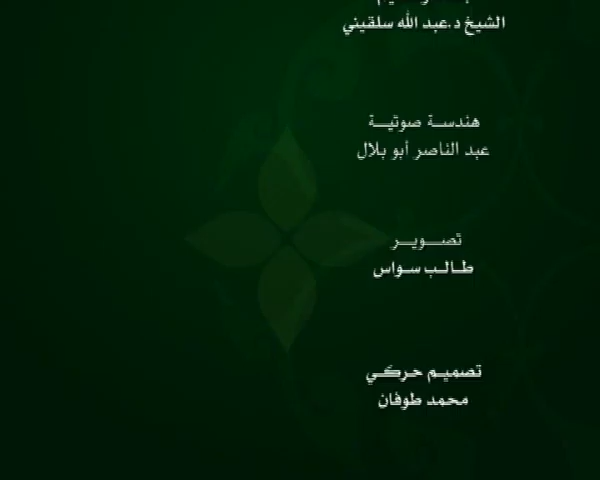 الشيخ د.عبد الله سلقيني
هندسة صوتية
عبد الناصر أبو بلال
تصوير
طالب سواس
تصميم حركي
محمد طوفان